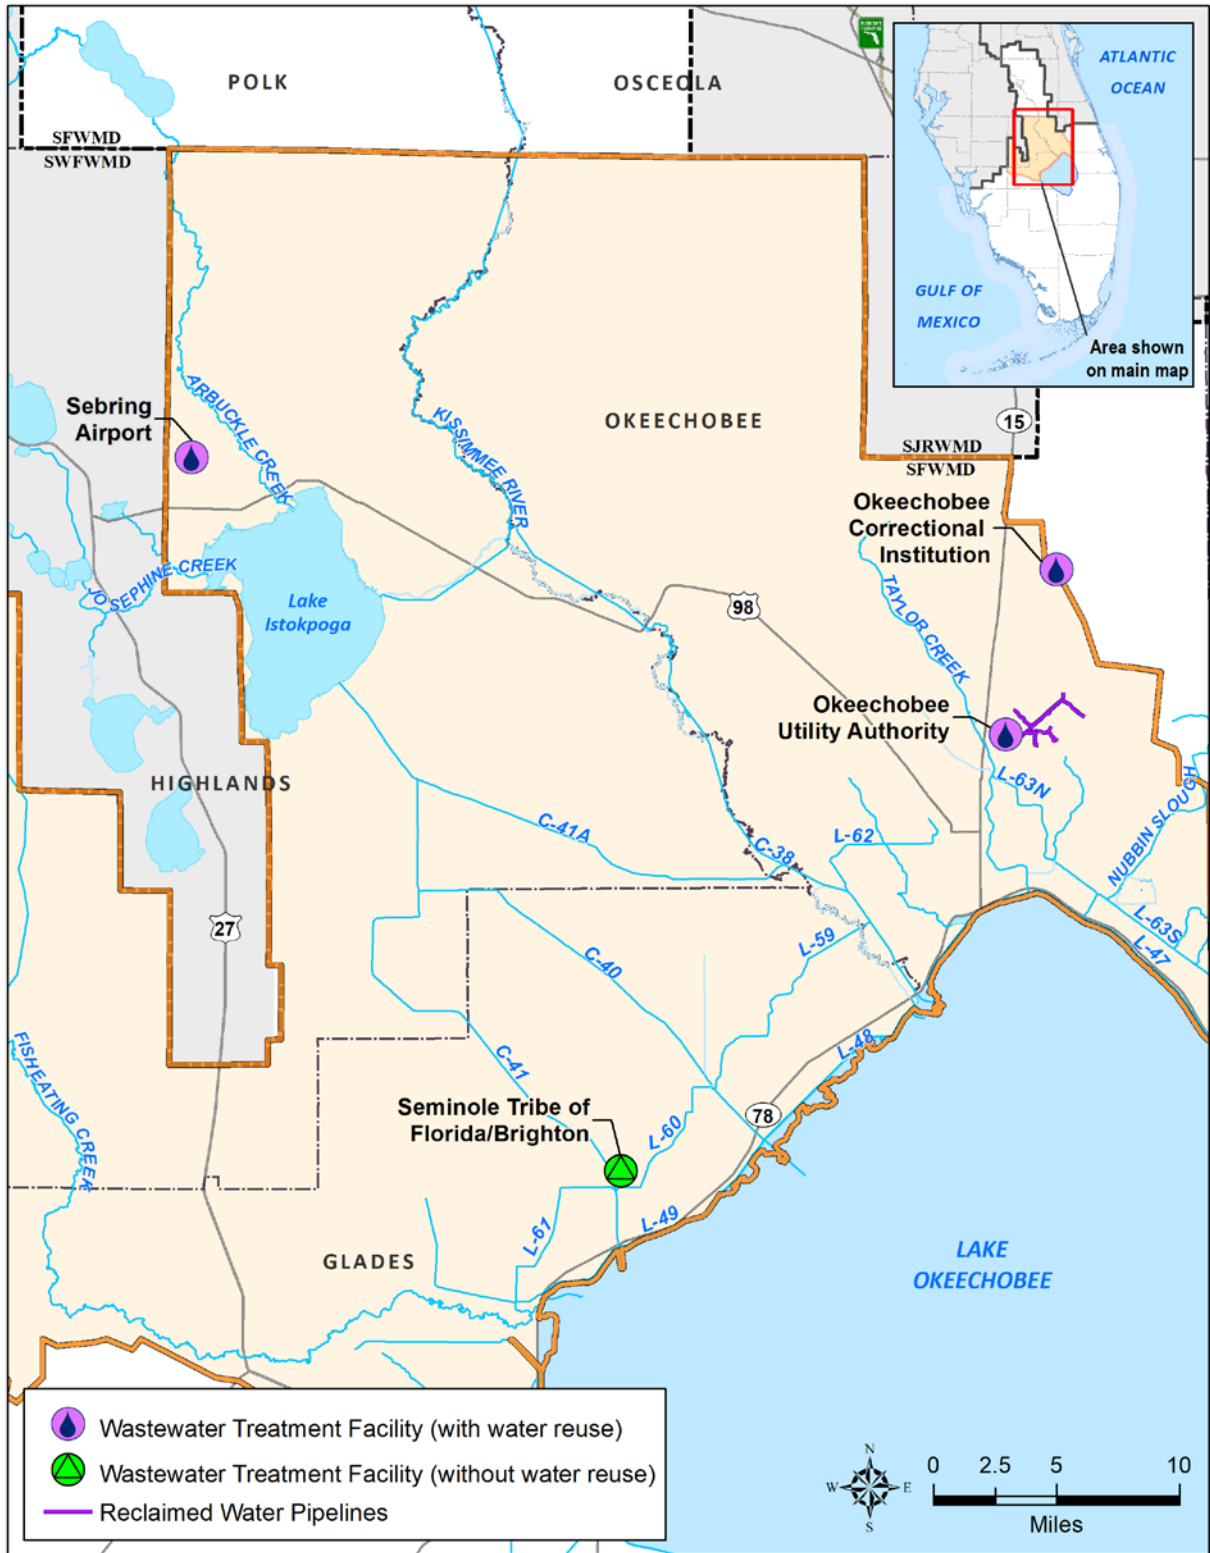 POLK
OSCEOLA
SFWMD
SWFWMD
ATLANTIC
OCEAN
GULF OF
MEXICO
Area shown
on main map
Sebring
Airport
ARBUCKLE CREEK
KISSIMMEE RIVER
OKEECHOBEE
15
SJRWMD
SFWMD
Okeechobee
Correctional
Institution
JOSEPHINE CREEK
Lake
Istokpoga
98
TAYLOR CREEK
Okeechobee
Utility Authority
HIGHLANDS
L-63N
NUBBIN SLOUGH
C-41A
C-38
L-62
27
C-40
L-59
L-63S
L-47
FISHEATING CREEK
C-41
L-48
Seminole Tribe of
Florida/Brighton
78
L-60
L-61
L-49
GLADES
LAKE
OKEECHOBEE
Wastewater Treatment Facility (with water reuse)
Wastewater Treatment Facility (without water reuse)
Reclaimed Water Pipelines
N
W E
S
0 2.5 5 10
Miles